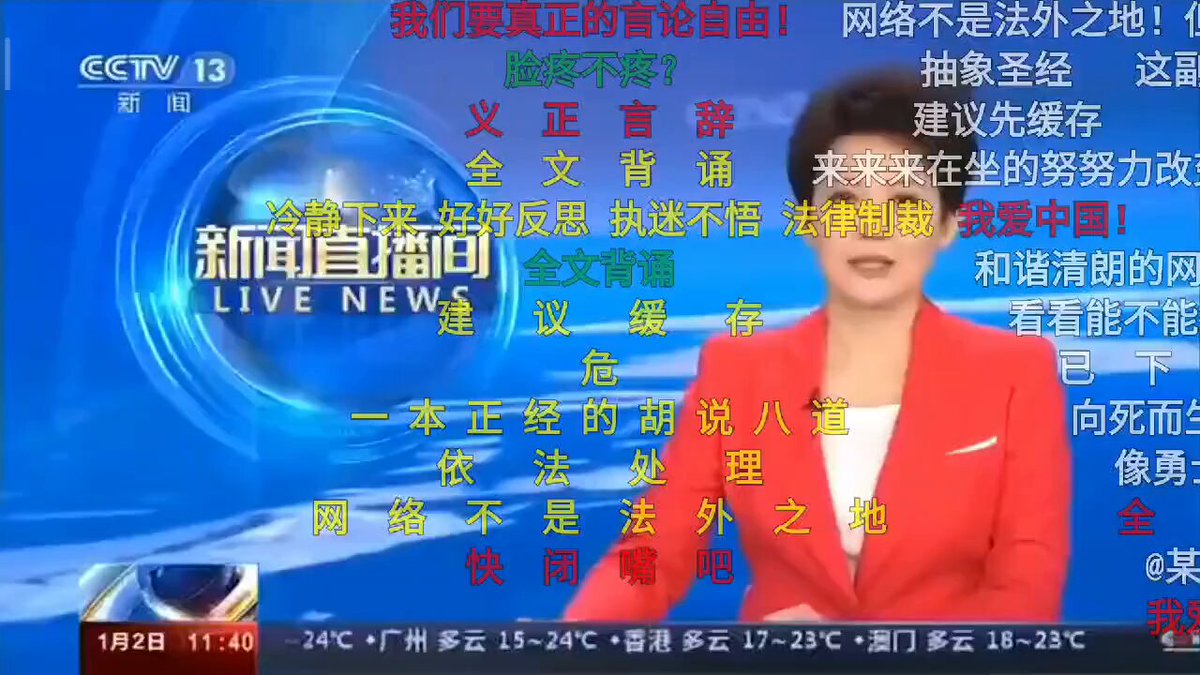 我们要真正的言论自由！ 网络不是法外之地！
CCTV 13
新闻
脸疼不疼？ 抽象圣经 这副
义正言辞 建议先缓存
全文背诵 来来来在坐的努努力改变
冷静下来 好好反思 执迷不悟 法律制裁 我爱中国！
新闻直播间
全文背诵 和谐清朗的网
LIVE NEWS
建议缓存 看看能不能
危 已下
一本正经的胡说八道 向死而生
依法处理 像勇士
网络不是法外之地 全
快闭嘴吧 @某
我爱
1月2日 11:40 ~24℃ •广州 多云 15~24℃ •香港 多云 17~23℃ •澳门 多云 18~23℃